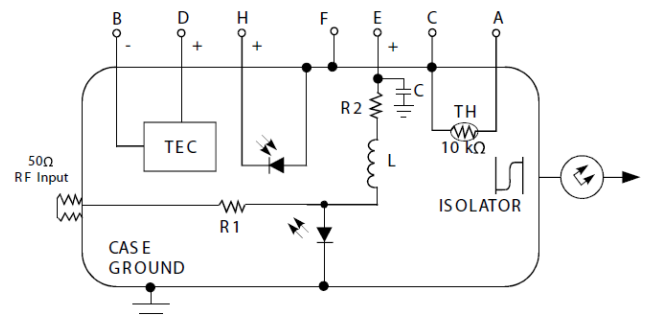 B D H F E C A
- + + +
R2 C TH
10 kΩ
TEC
50Ω
RF Input
L
ISOLATOR
R1
CASE
GROUND